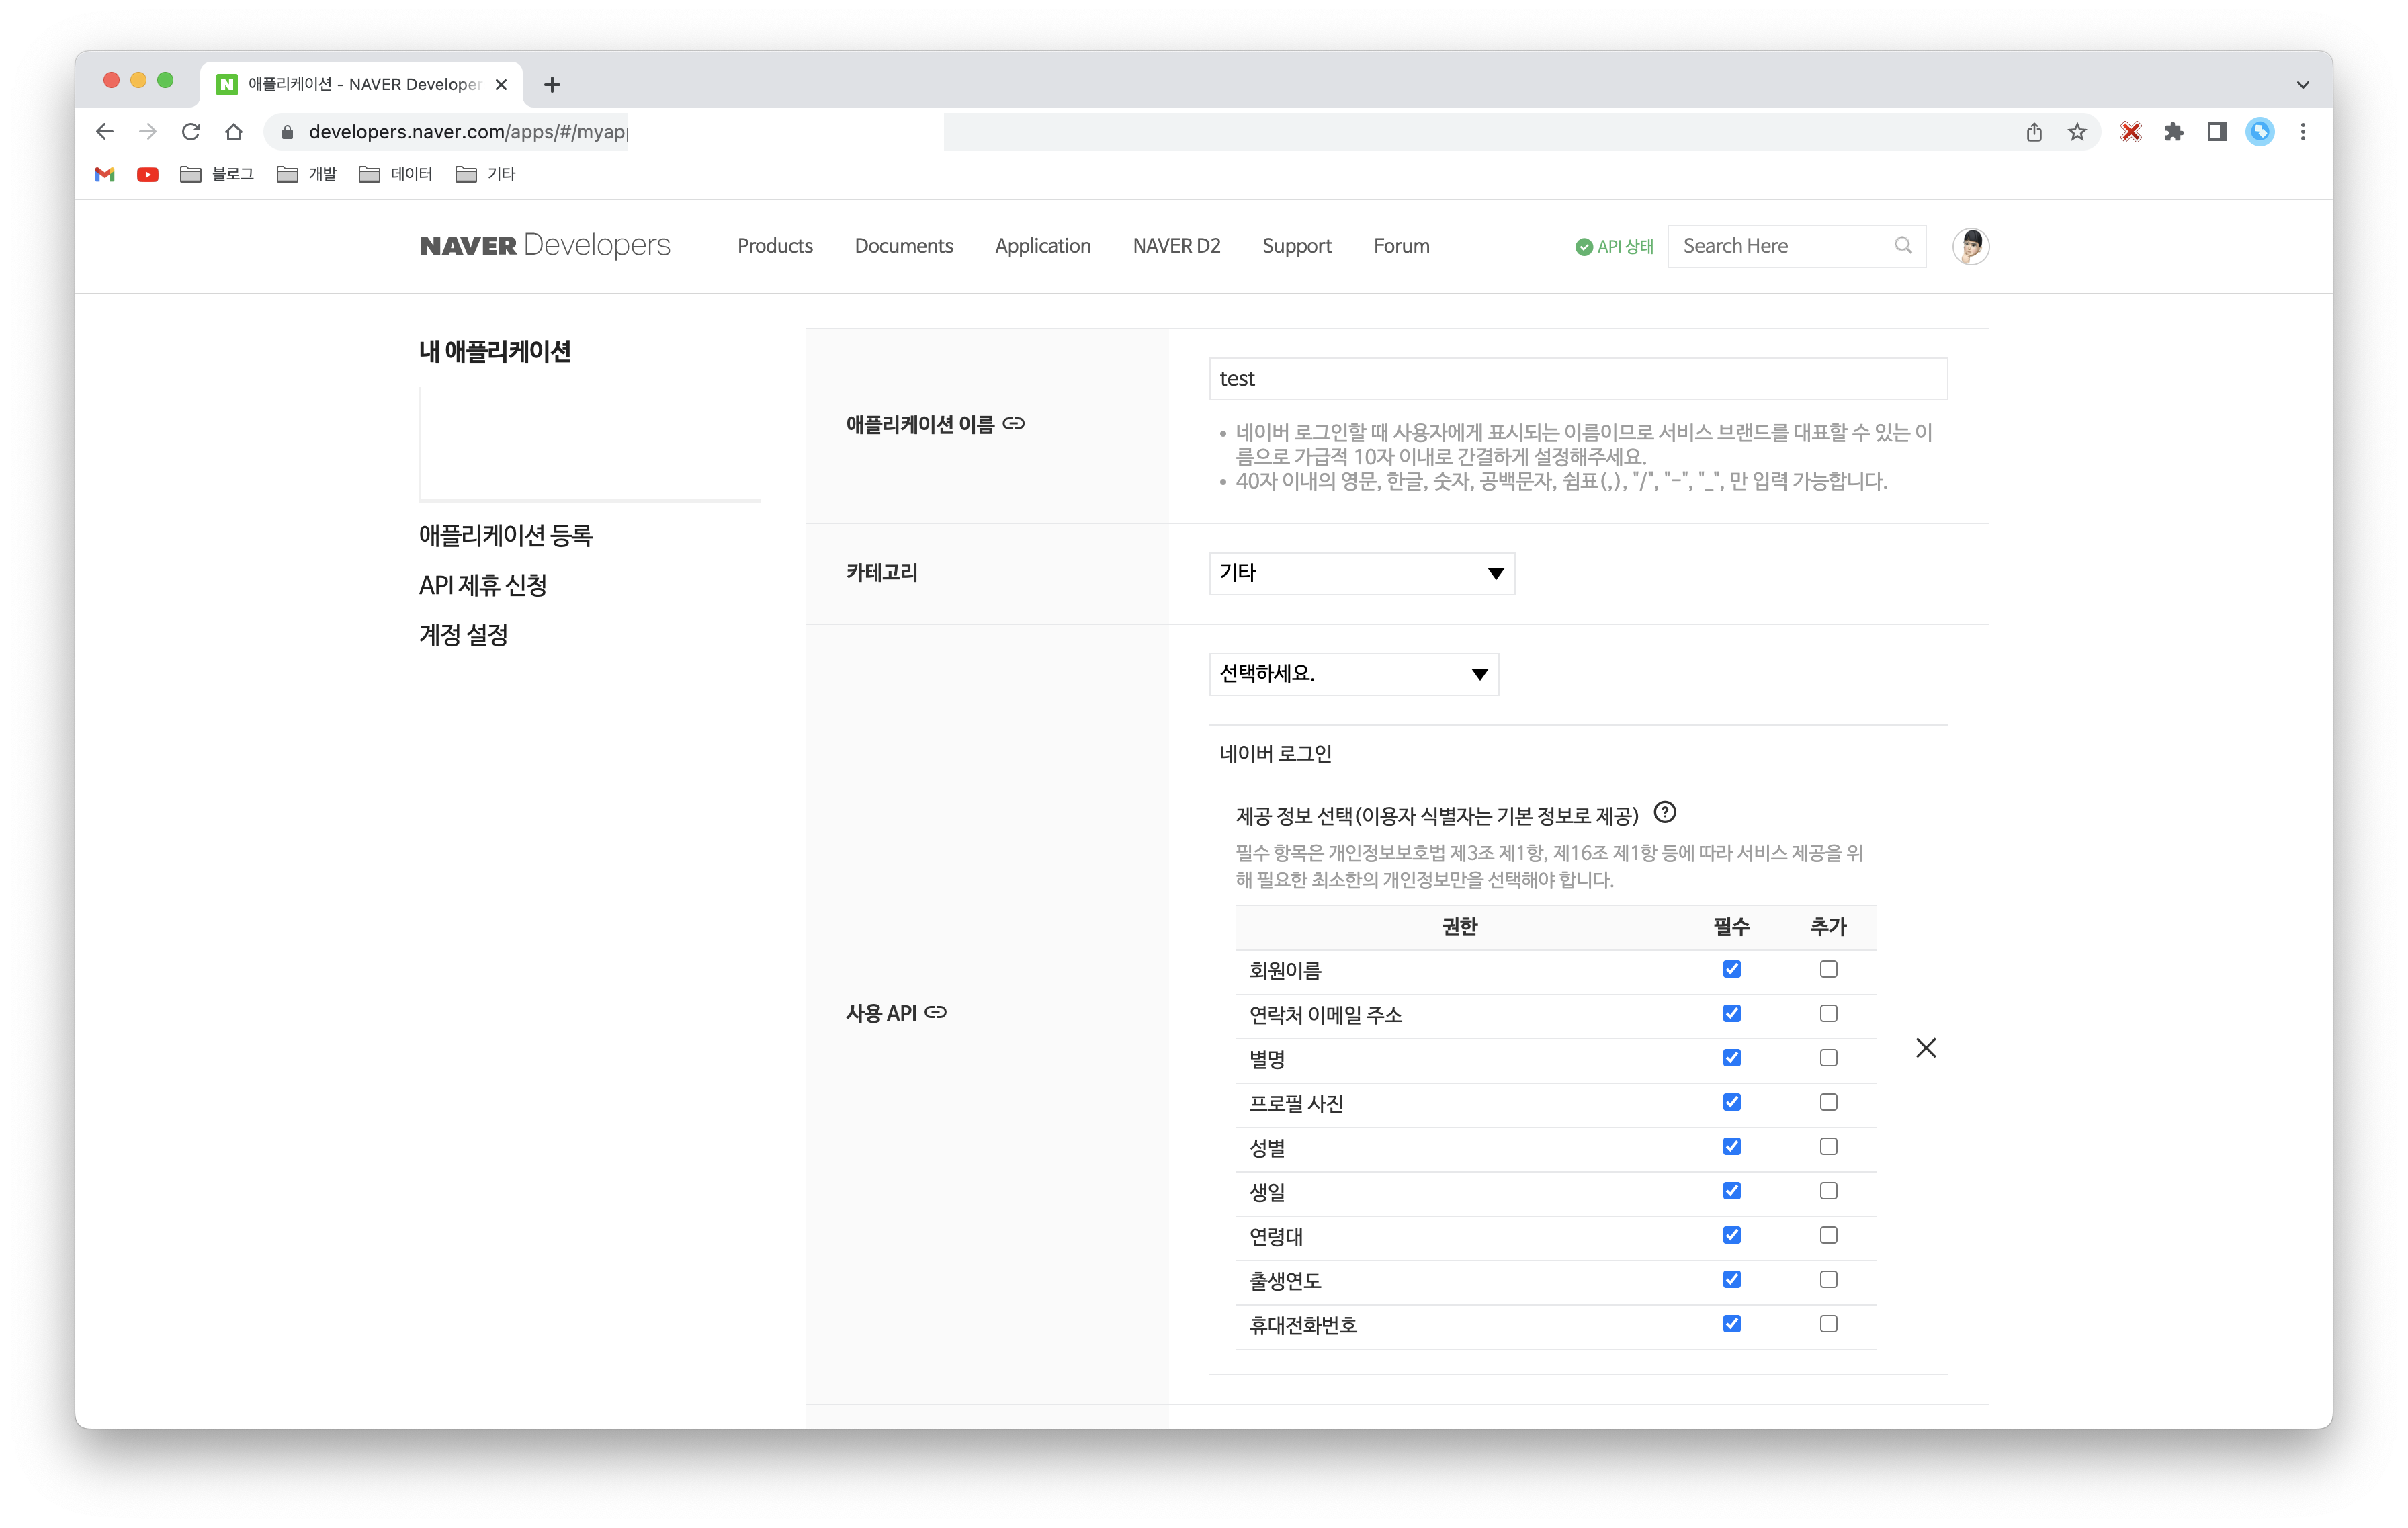 애플리케이션 - NAVER Developer
developers.naver.com/apps/#/myapp
블로그 개발 데이터 기타
NAVER Developers Products Documents Application NAVER D2 Support Forum API 상태 Search Here
내 애플리케이션
애플리케이션 등록
API 제휴 신청
계정 설정
애플리케이션 이름
test
네이버 로그인할 때 사용자에게 표시되는 이름이므로 서비스 브랜드를 대표할 수 있는 이
름으로 가급적 10자 이내로 간결하게 설정해주세요.
40자 이내의 영문, 한글, 숫자, 공백문자, 쉼표(,), "/", "-", "_", 만 입력 가능합니다.
카테고리
기타
사용 API
선택하세요.
네이버 로그인
제공 정보 선택(이용자 식별자는 기본 정보로 제공) ?
필수 항목은 개인정보보호법 제3조 제1항, 제16조 제1항 등에 따라 서비스 제공을 위
해 필요한 최소한의 개인정보만을 선택해야 합니다.
권한 필수 추가
회원이름
연락처 이메일 주소
별명
프로필 사진
성별
생일
연령대
출생연도
휴대전화번호